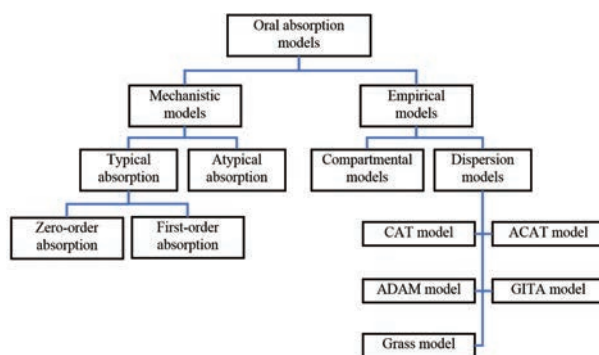 Oral absorption
models
Mechanistic
models
Empirical
models
Typical
absorption
Atypical
absorption
Compartmental
models
Dispersion
models
Zero-order
absorption
First-order
absorption
CAT model
ACAT model
ADAM model
GITA model
Grass model